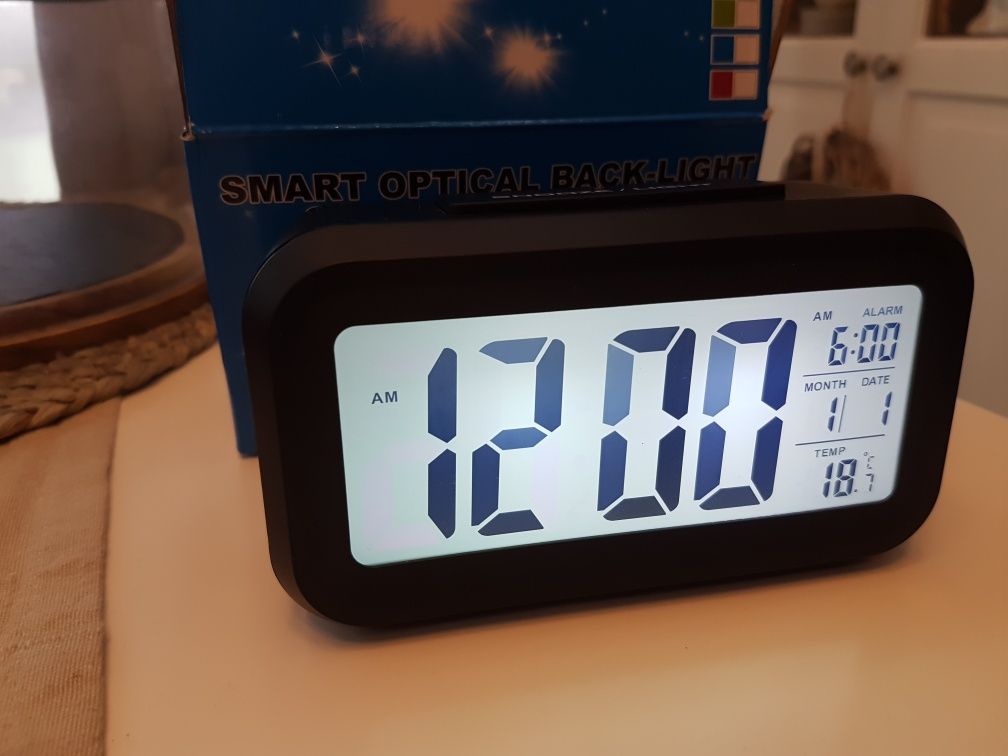 SMART OPTICAL BACK-LIGHT
AM 12:00
AM ALARM
6:00
MONTH DATE
1 1
TEMP
18.7 °C